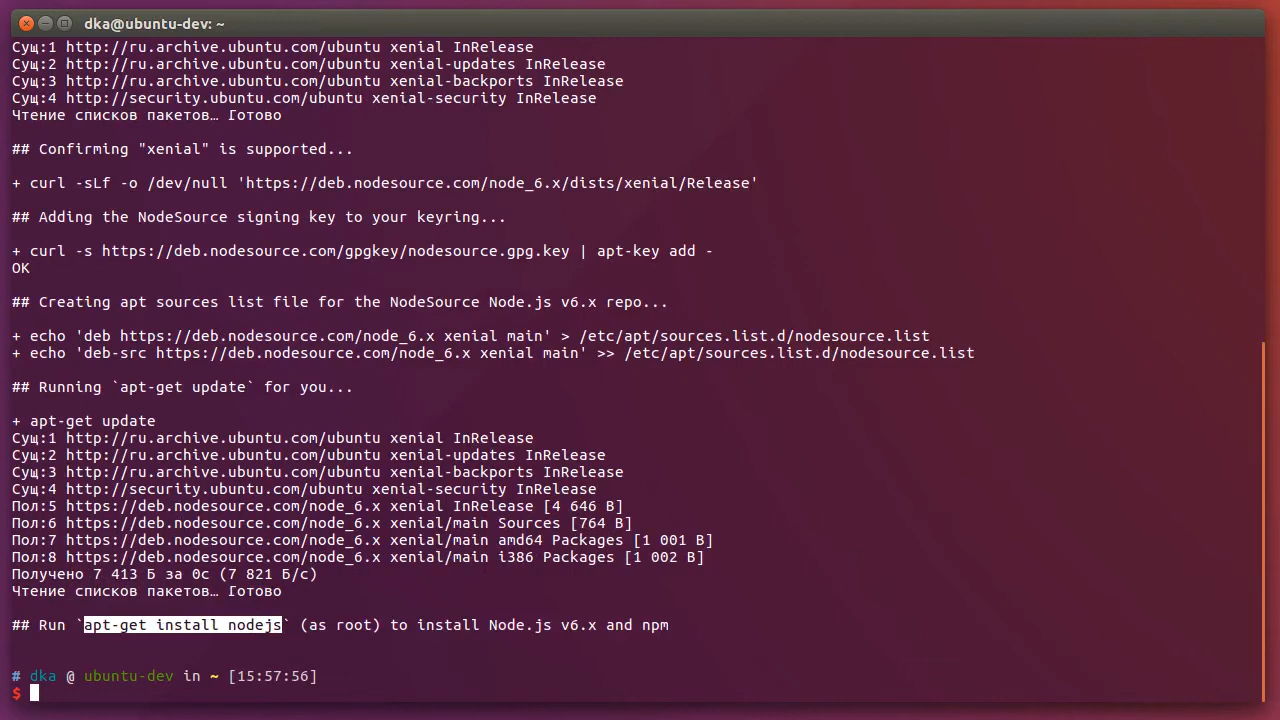 dka@ubuntu-dev: ~
Сущ:1 http://ru.archive.ubuntu.com/ubuntu xenial InRelease
Сущ:2 http://ru.archive.ubuntu.com/ubuntu xenial-updates InRelease
Сущ:3 http://ru.archive.ubuntu.com/ubuntu xenial-backports InRelease
Сущ:4 http://security.ubuntu.com/ubuntu xenial-security InRelease
Чтение списков пакетов… Готово
## Confirming "xenial" is supported...
+ curl -sLf -o /dev/null 'https://deb.nodesource.com/node_6.x/dists/xenial/Release'
## Adding the NodeSource signing key to your keyring...
+ curl -s https://deb.nodesource.com/gpgkey/nodesource.gpg.key | apt-key add -
OK
## Creating apt sources list file for the NodeSource Node.js v6.x repo...
+ echo 'deb https://deb.nodesource.com/node_6.x xenial main' > /etc/apt/sources.list.d/nodesource.list
+ echo 'deb-src https://deb.nodesource.com/node_6.x xenial main' >> /etc/apt/sources.list.d/nodesource.list
## Running `apt-get update` for you...
+ apt-get update
Сущ:1 http://ru.archive.ubuntu.com/ubuntu xenial InRelease
Сущ:2 http://ru.archive.ubuntu.com/ubuntu xenial-updates InRelease
Сущ:3 http://ru.archive.ubuntu.com/ubuntu xenial-backports InRelease
Сущ:4 http://security.ubuntu.com/ubuntu xenial-security InRelease
Пол:5 https://deb.nodesource.com/node_6.x xenial InRelease [4 646 B]
Пол:6 https://deb.nodesource.com/node_6.x xenial/main Sources [764 B]
Пол:7 https://deb.nodesource.com/node_6.x xenial/main amd64 Packages [1 001 B]
Пол:8 https://deb.nodesource.com/node_6.x xenial/main i386 Packages [1 002 B]
Получено 7 413 Б за 0с (7 821 Б/с)
Чтение списков пакетов… Готово
## Run `apt-get install nodejs` (as root) to install Node.js v6.x and npm
# dka @ ubuntu-dev in ~ [15:57:56]
$